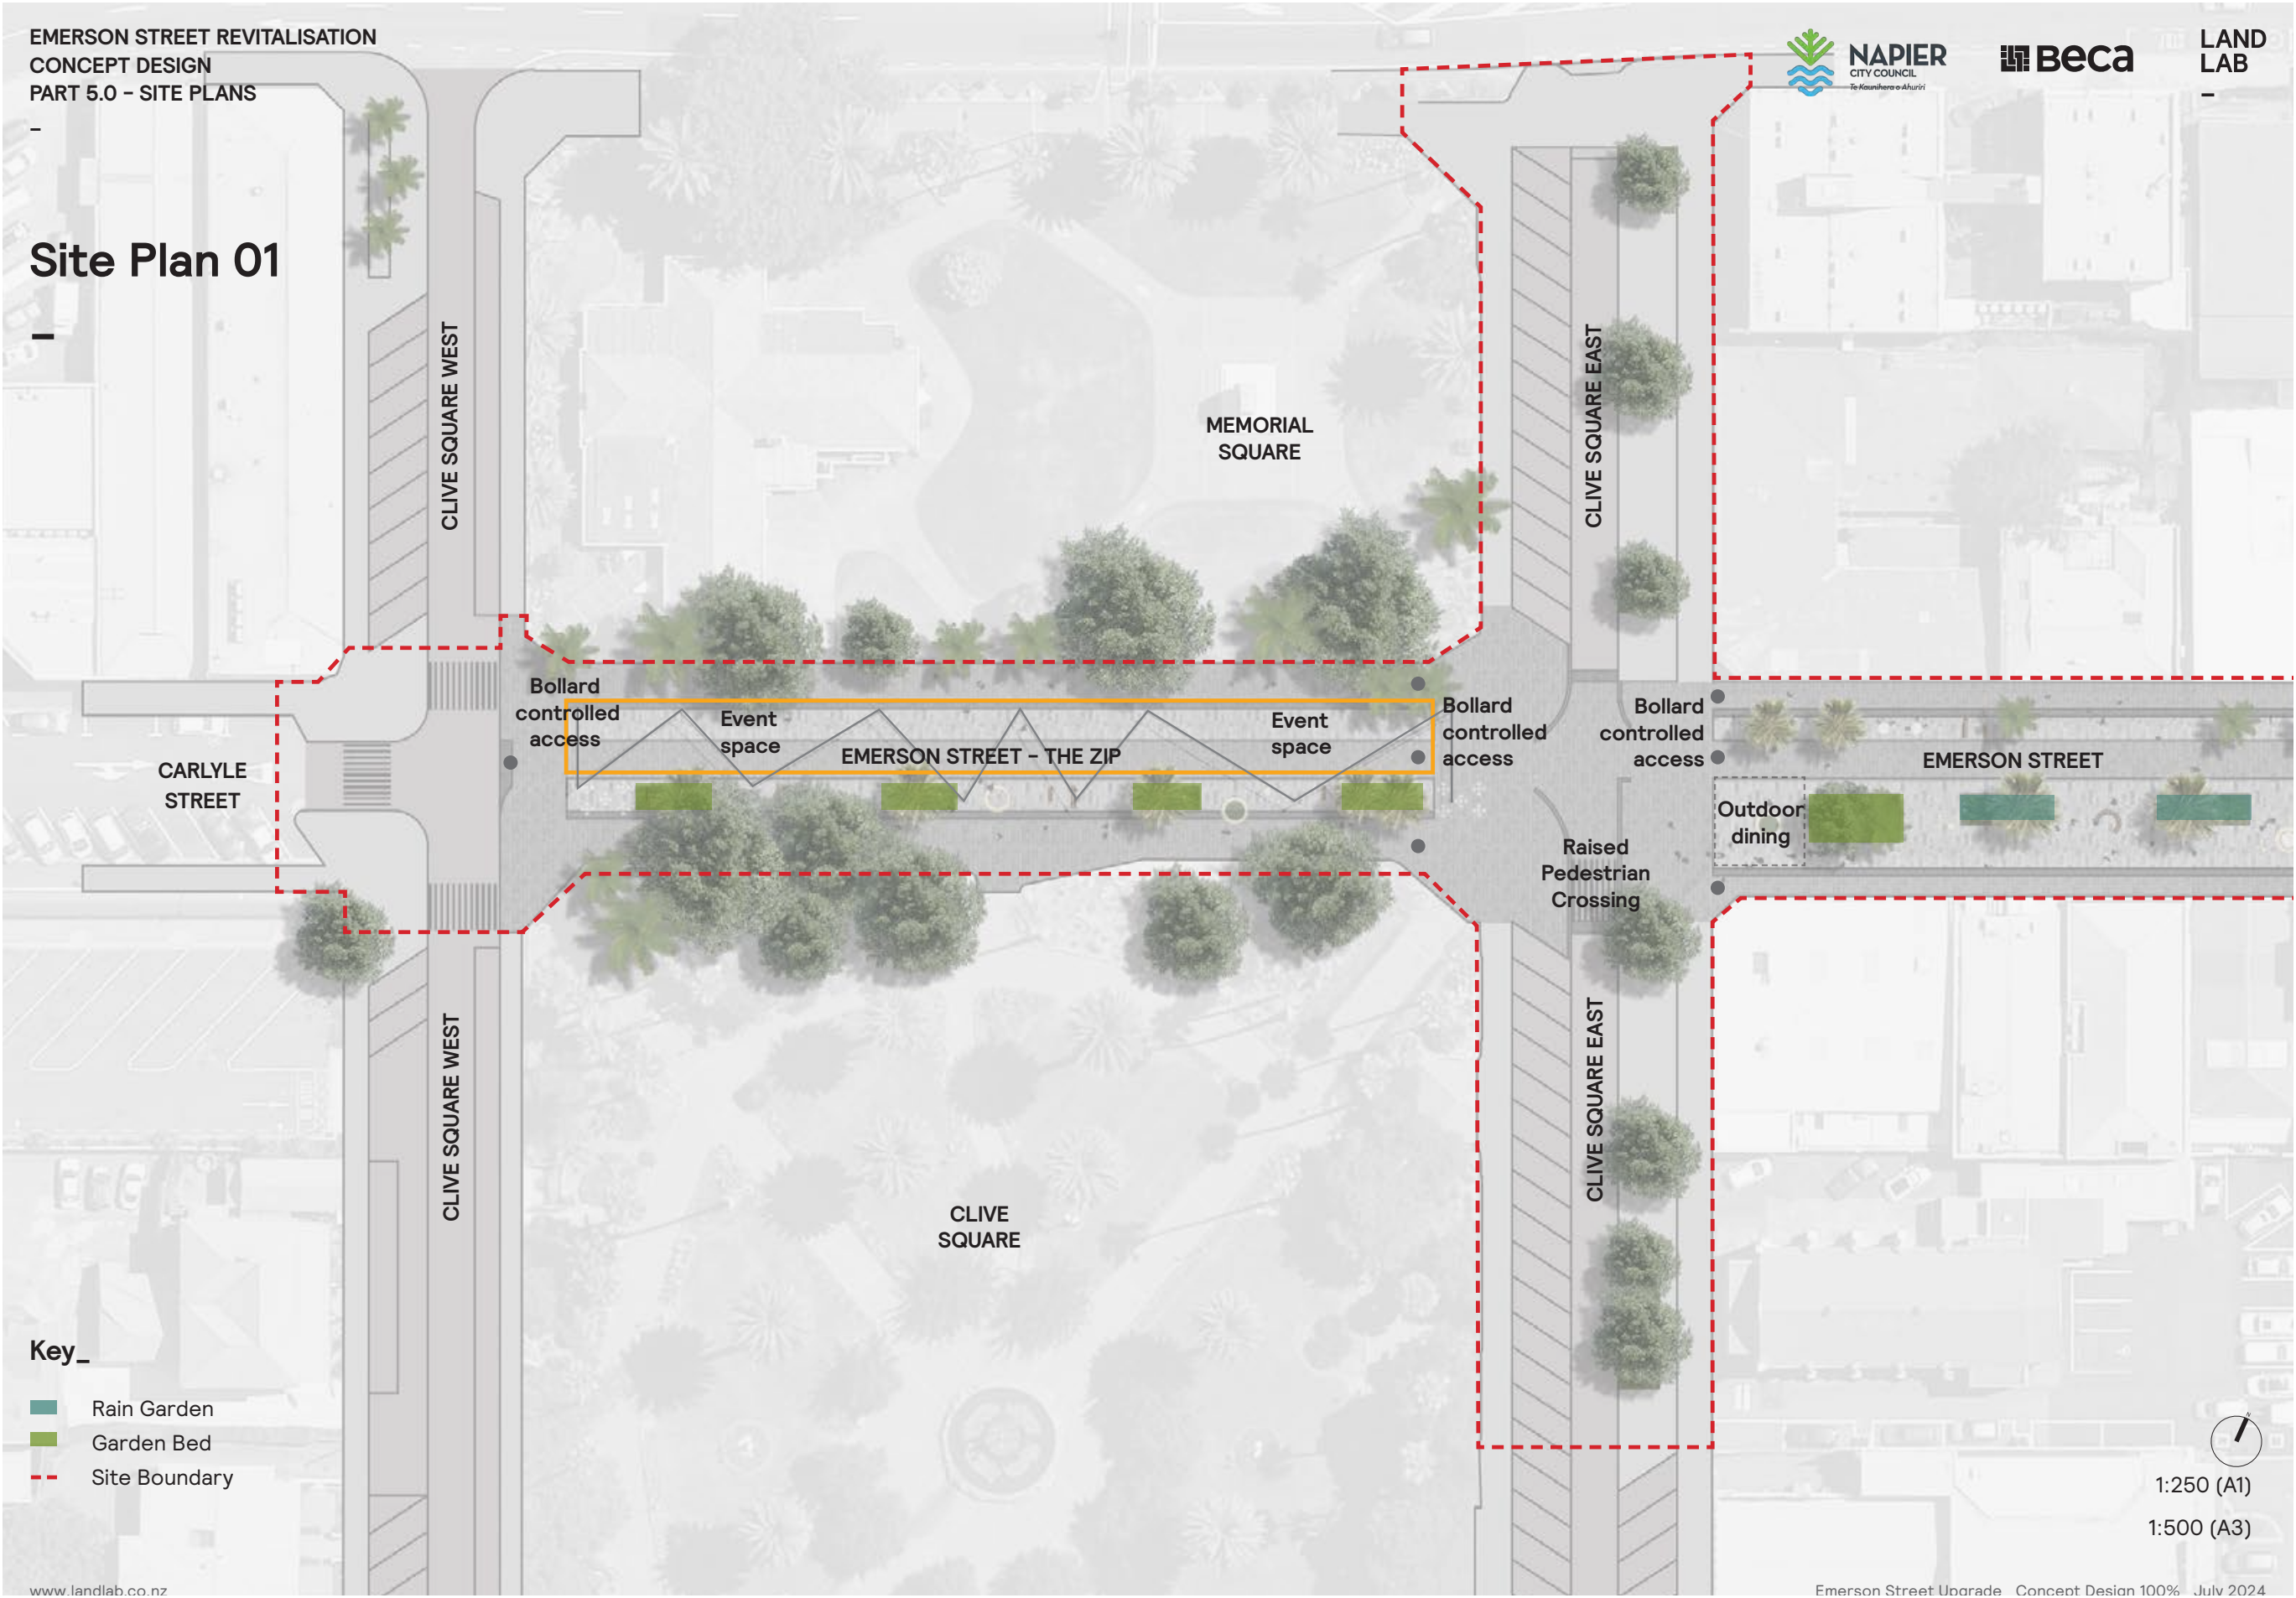 EMERSON STREET REVITALISATION
CONCEPT DESIGN
PART 5.0 – SITE PLANS
–
NAPIER
CITY COUNCIL
Te Kaunihera o Ahuriri
Beca
LAND
LAB
–
Site Plan 01
–
CLIVE SQUARE WEST
MEMORIAL
SQUARE
CLIVE SQUARE EAST
Bollard
controlled
access
Event
space
EMERSON STREET – THE ZIP
Event
space
Bollard
controlled
access
Bollard
controlled
access
EMERSON STREET
CARLYLE
STREET
Outdoor
dining
Raised
Pedestrian
Crossing
CLIVE SQUARE WEST
CLIVE SQUARE EAST
CLIVE
SQUARE
Key_
Rain Garden
Garden Bed
Site Boundary
N
1:250 (A1)
1:500 (A3)
www.landlab.co.nz
Emerson Street Upgrade Concept Design 100% July 2024